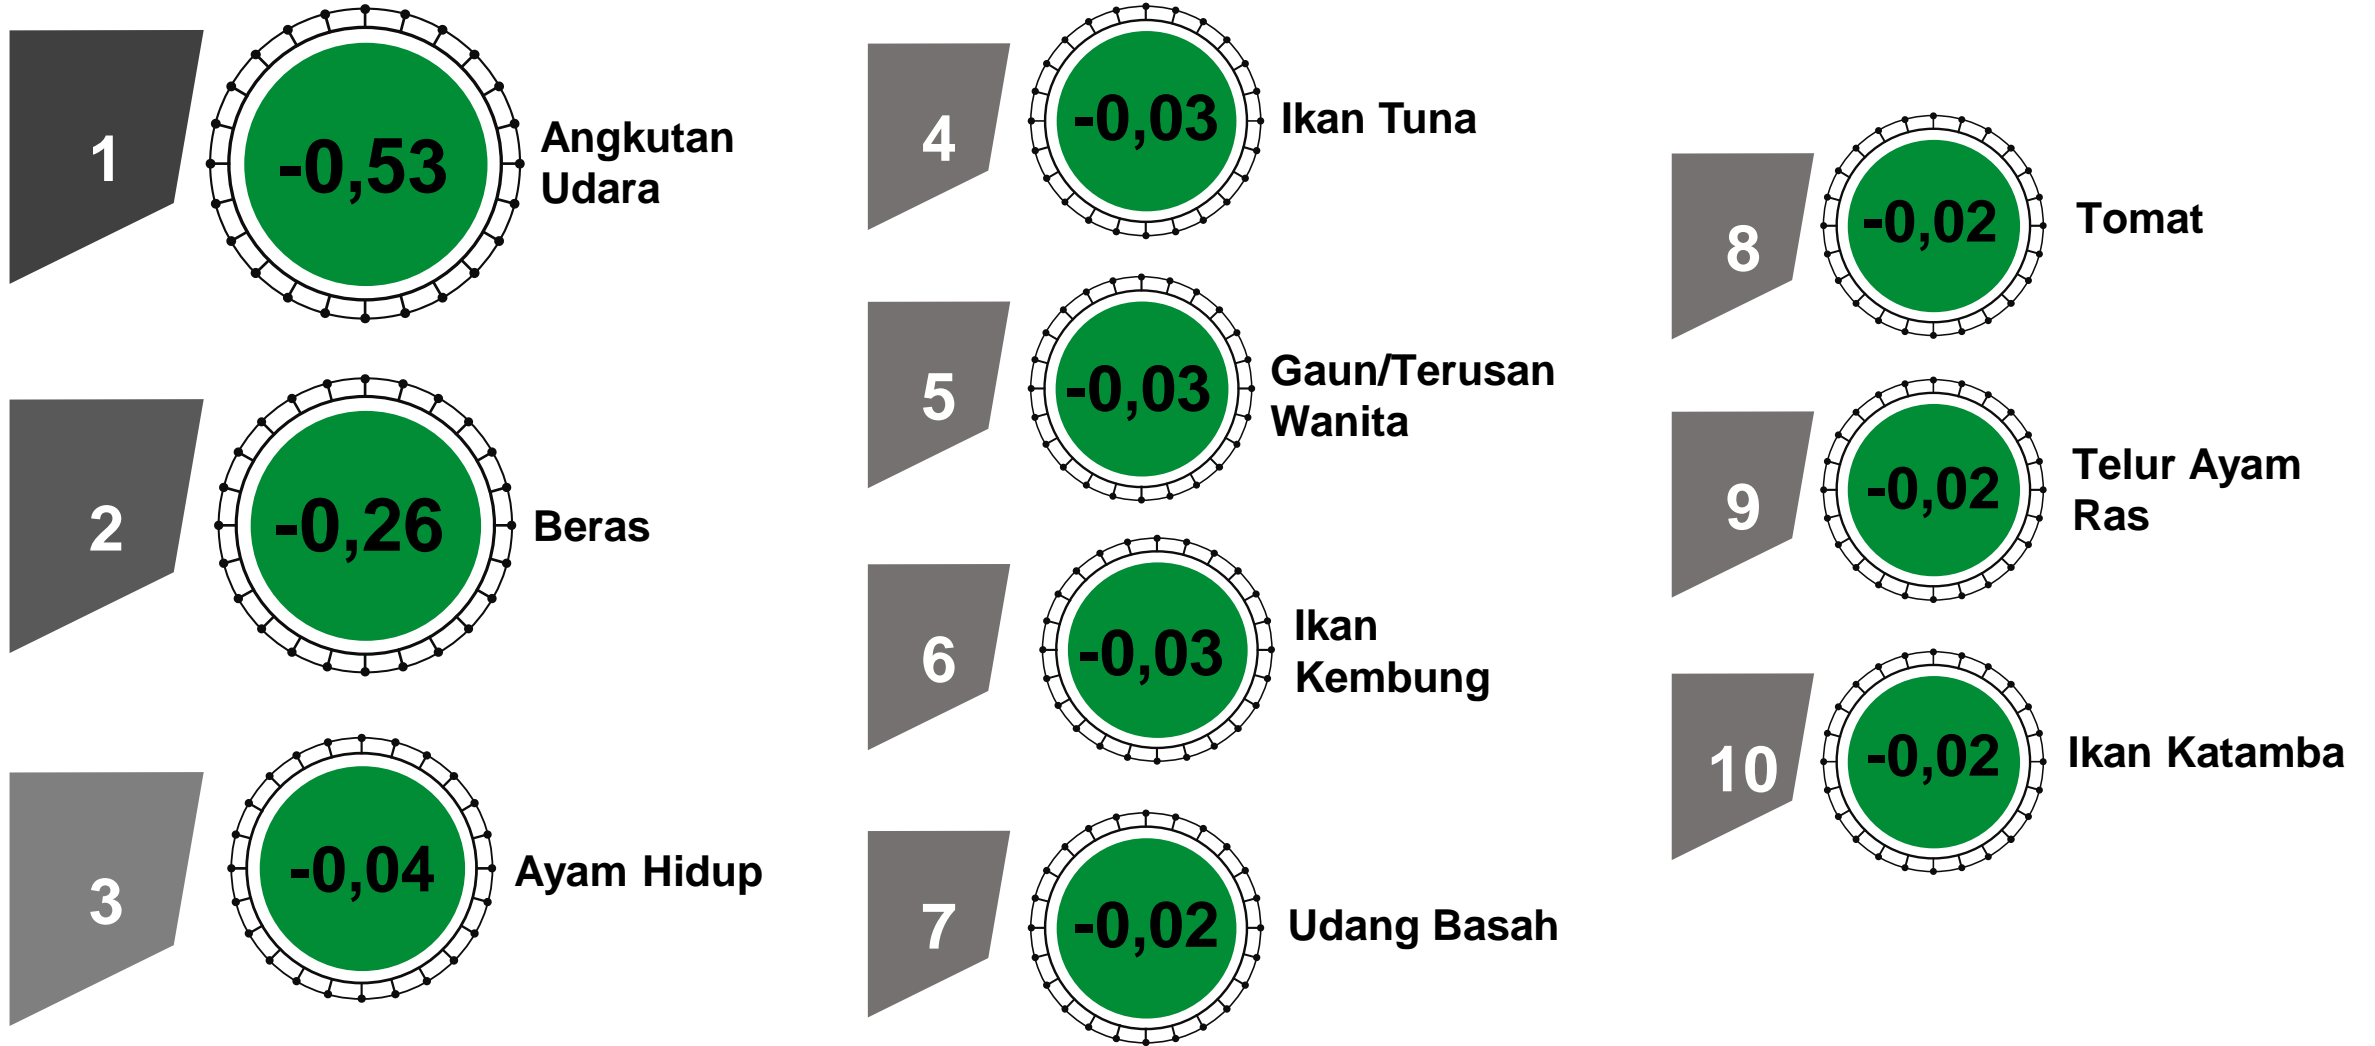 1
-0,53
Angkutan
Udara
2
-0,26
Beras
3
-0,04
Ayam Hidup
4
-0,03
Ikan Tuna
5
-0,03
Gaun/Terusan
Wanita
6
-0,03
Ikan
Kembung
7
-0,02
Udang Basah
8
-0,02
Tomat
9
-0,02
Telur Ayam
Ras
10
-0,02
Ikan Katamba